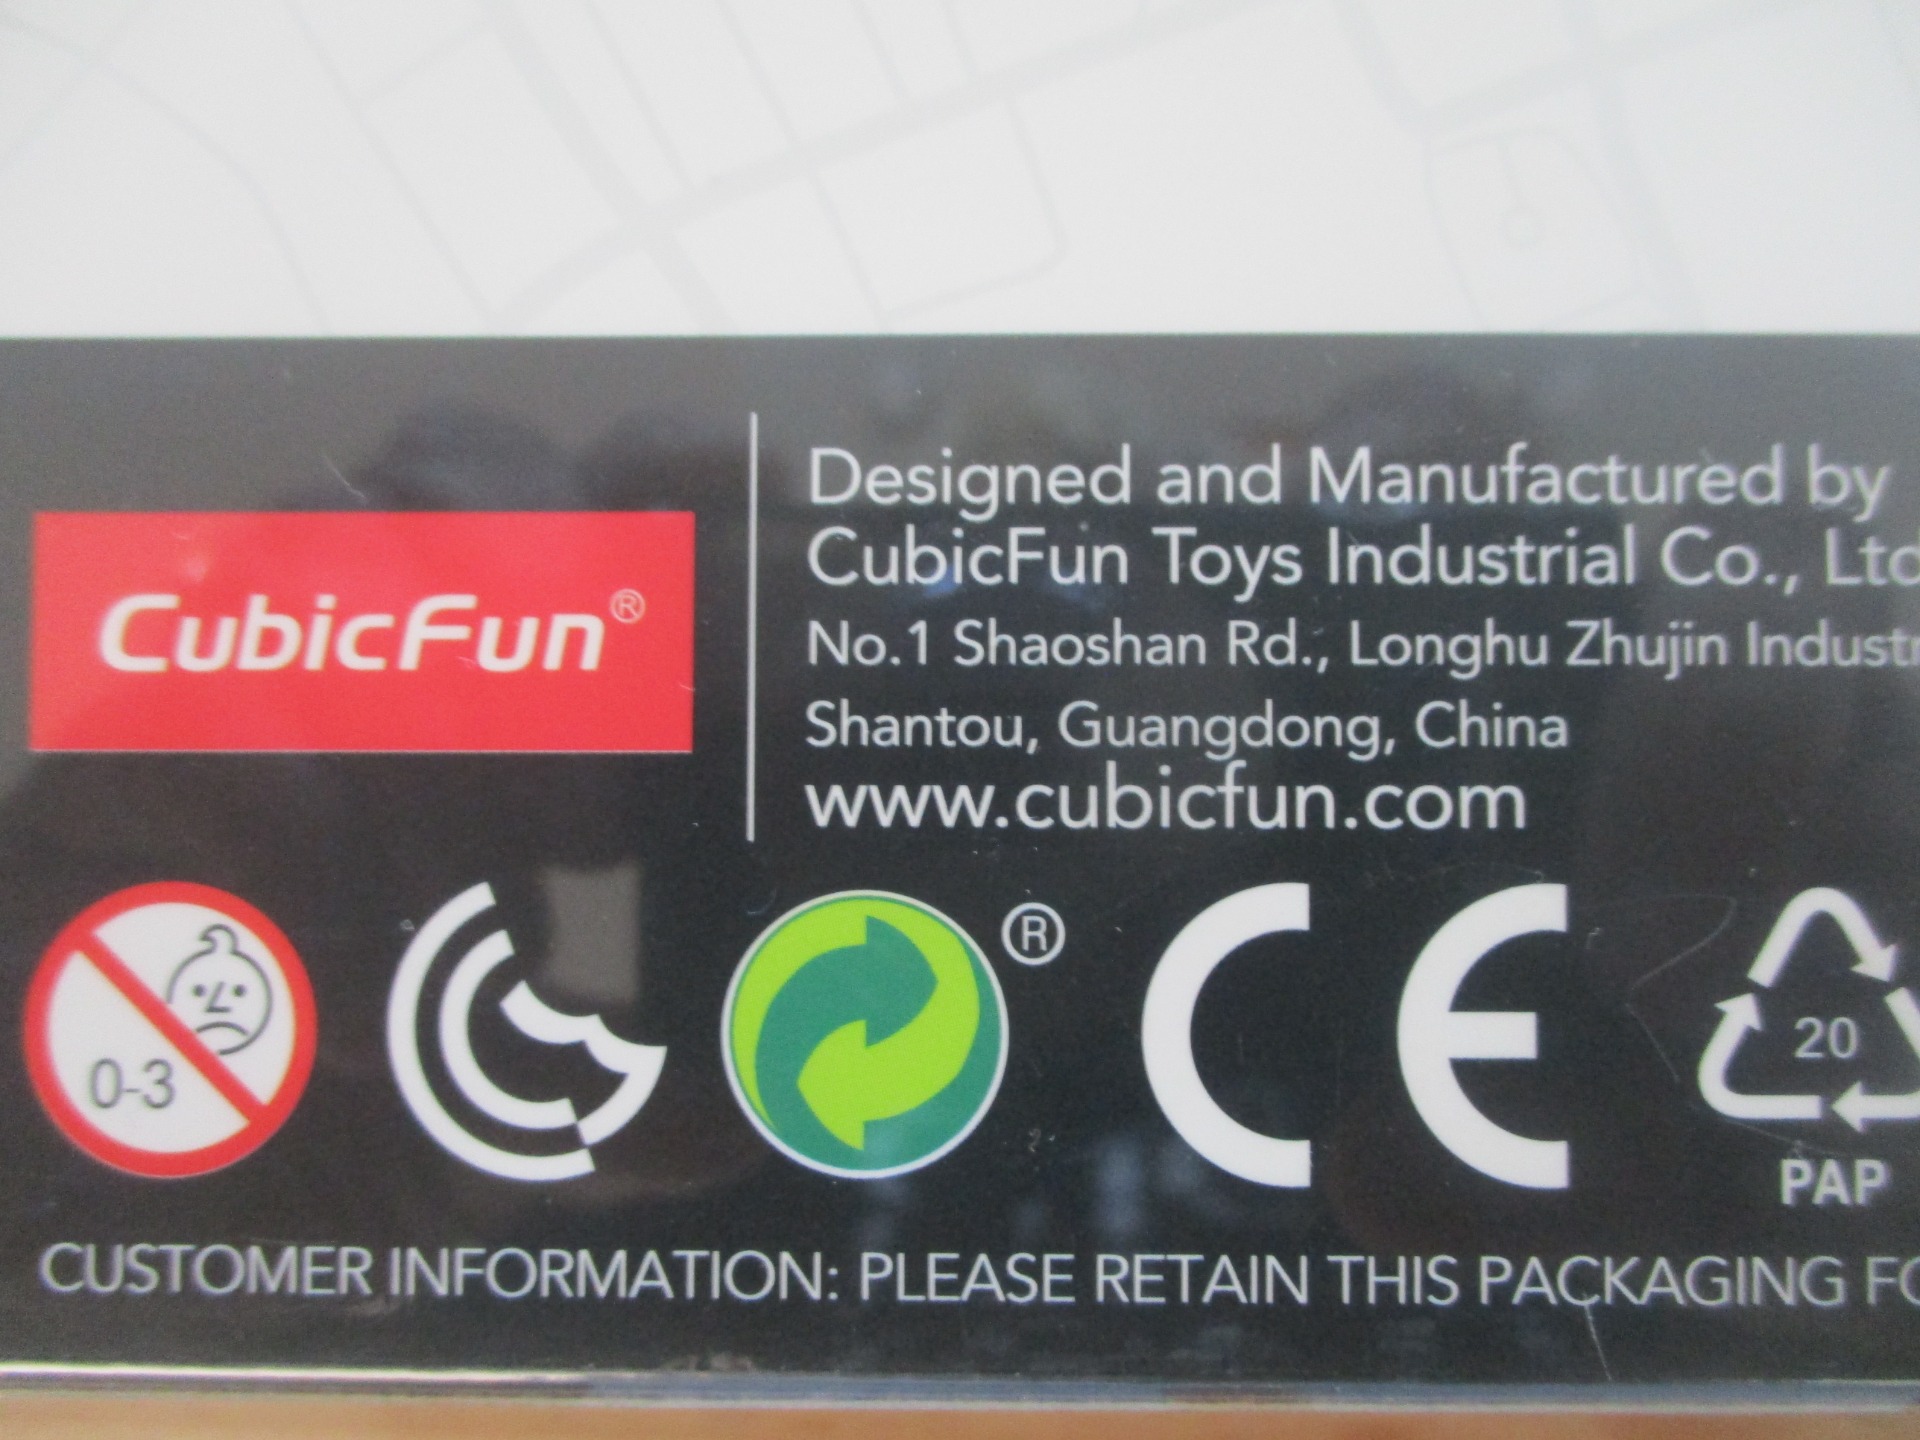 CubicFun®
Designed and Manufactured by
CubicFun Toys Industrial Co., Ltd
No.1 Shaoshan Rd., Longhu Zhujin Industr
Shantou, Guangdong, China
www.cubicfun.com
0-3
®
CE
20
PAP
CUSTOMER INFORMATION: PLEASE RETAIN THIS PACKAGING FO